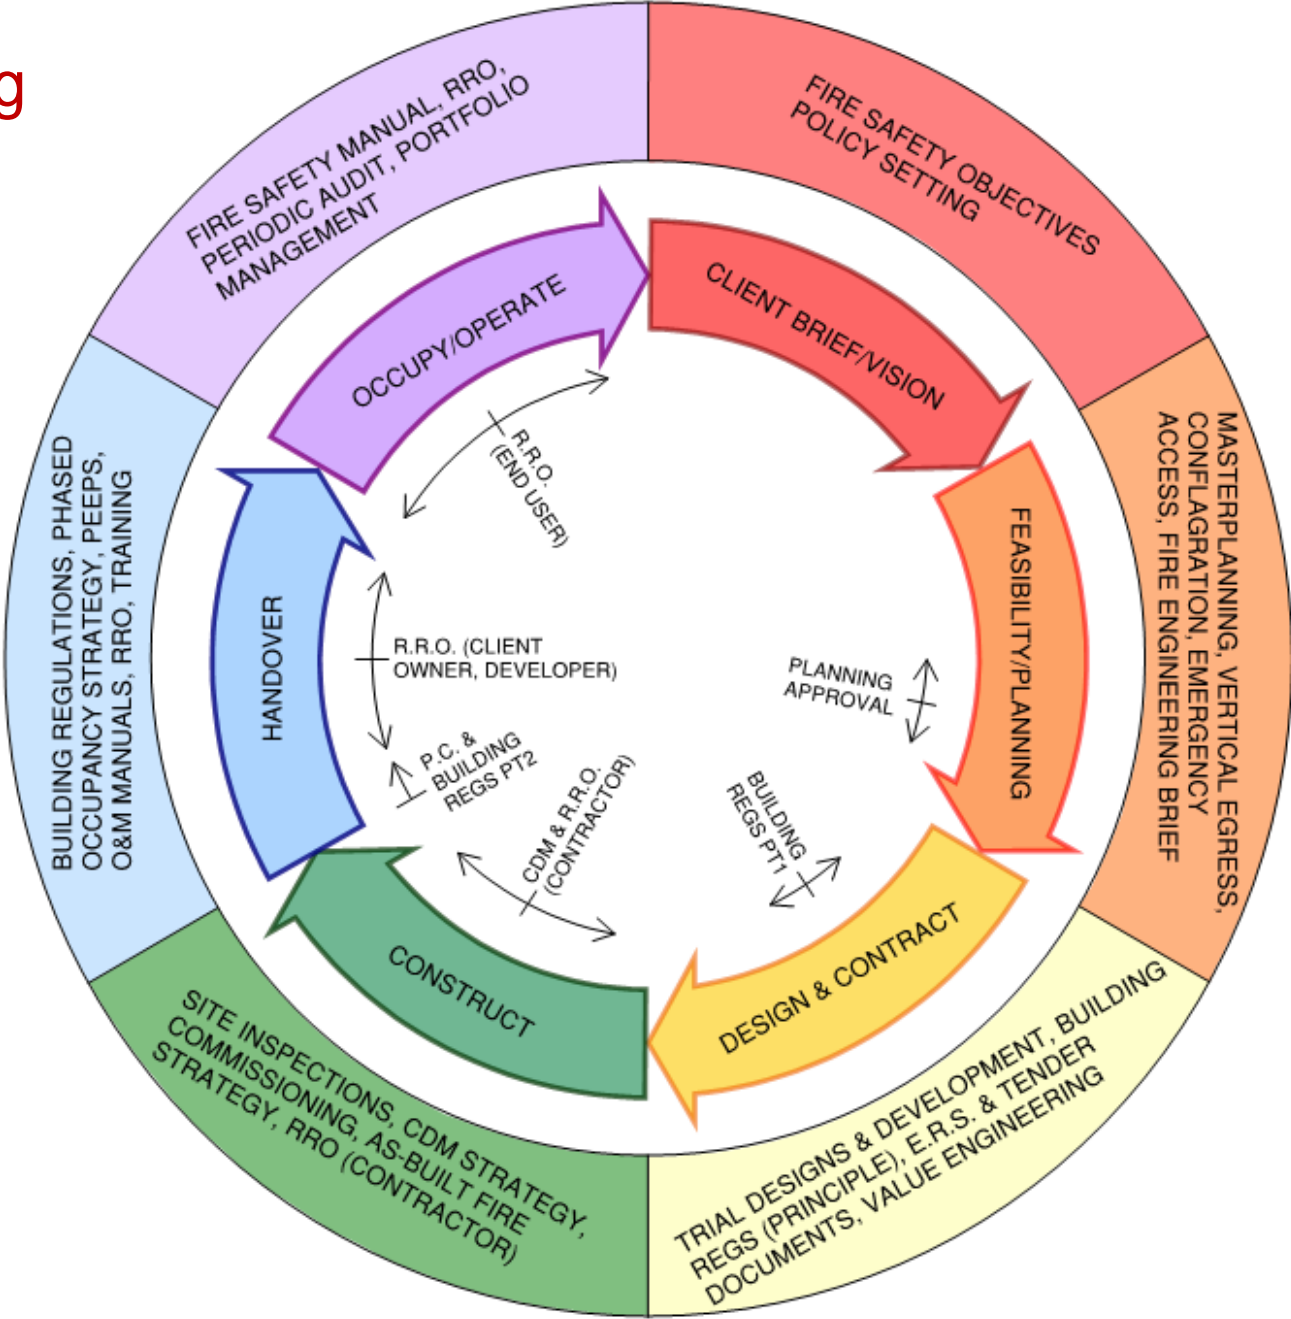 g
FIRE SAFETY OBJECTIVES
POLICY SETTING
MASTERPLANNING, VERTICAL EGRESS,
CONFLAGRATION, EMERGENCY
ACCESS, FIRE ENGINEERING BRIEF
TRIAL DESIGNS & DEVELOPMENT, BUILDING
REGS (PRINCIPLE), E.R.S. & TENDER
DOCUMENTS, VALUE ENGINEERING
SITE INSPECTIONS, CDM STRATEGY,
COMMISSIONING, AS-BUILT FIRE
STRATEGY, RRO (CONTRACTOR)
BUILDING REGULATIONS, PHASED
OCCUPANCY STRATEGY, PEEPS,
O&M MANUALS, RRO, TRAINING
FIRE SAFETY MANUAL, RRO,
PERIODIC AUDIT, PORTFOLIO
MANAGEMENT
CLIENT BRIEF/VISION
FEASIBILITY/PLANNING
DESIGN & CONTRACT
CONSTRUCT
HANDOVER
OCCUPY/OPERATE
PLANNING
APPROVAL
BUILDING
REGS PT1
CDM & R.R.O.
(CONTRACTOR)
P.C. &
BUILDING
REGS PT2
R.R.O. (CLIENT
OWNER, DEVELOPER)
R.R.O.
(END USER)